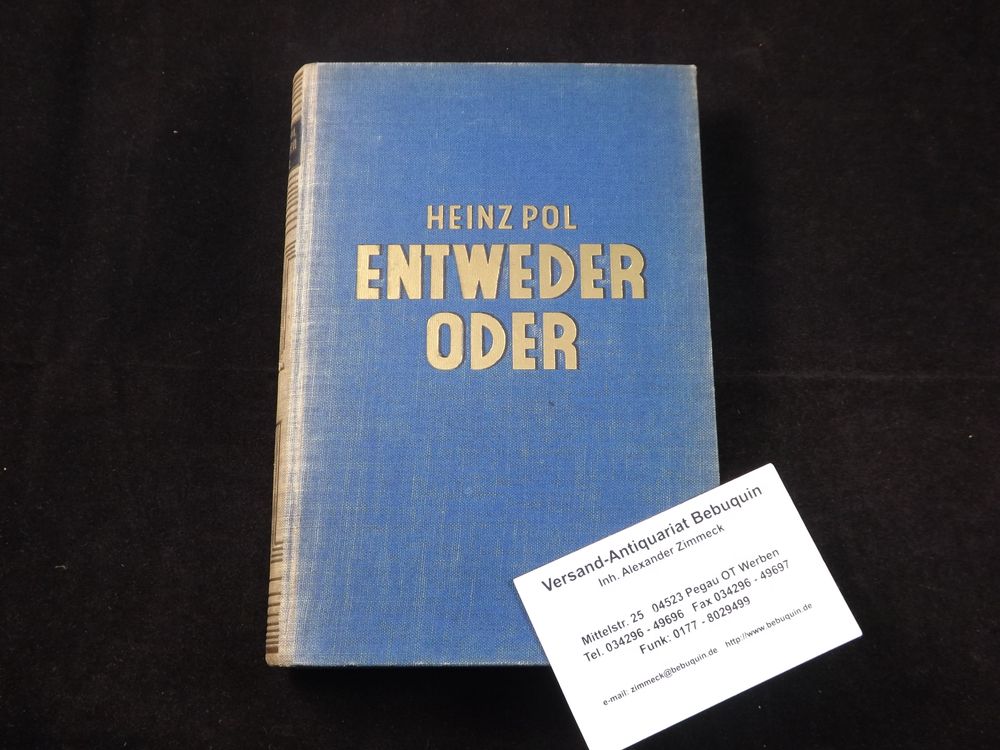 HEINZ POL
ENTWEDER
ODER
Versand-Antiquariat Bebuquin
Inh. Alexander Zimmeck
Mittelstr. 25 04523 Pegau OT Werben
Tel. 034296 - 49696 Fax 034296 - 49697
Funk: 0177 - 8029499
e-mail: zimmeck@bebuquin.de http://www.bebuquin.de